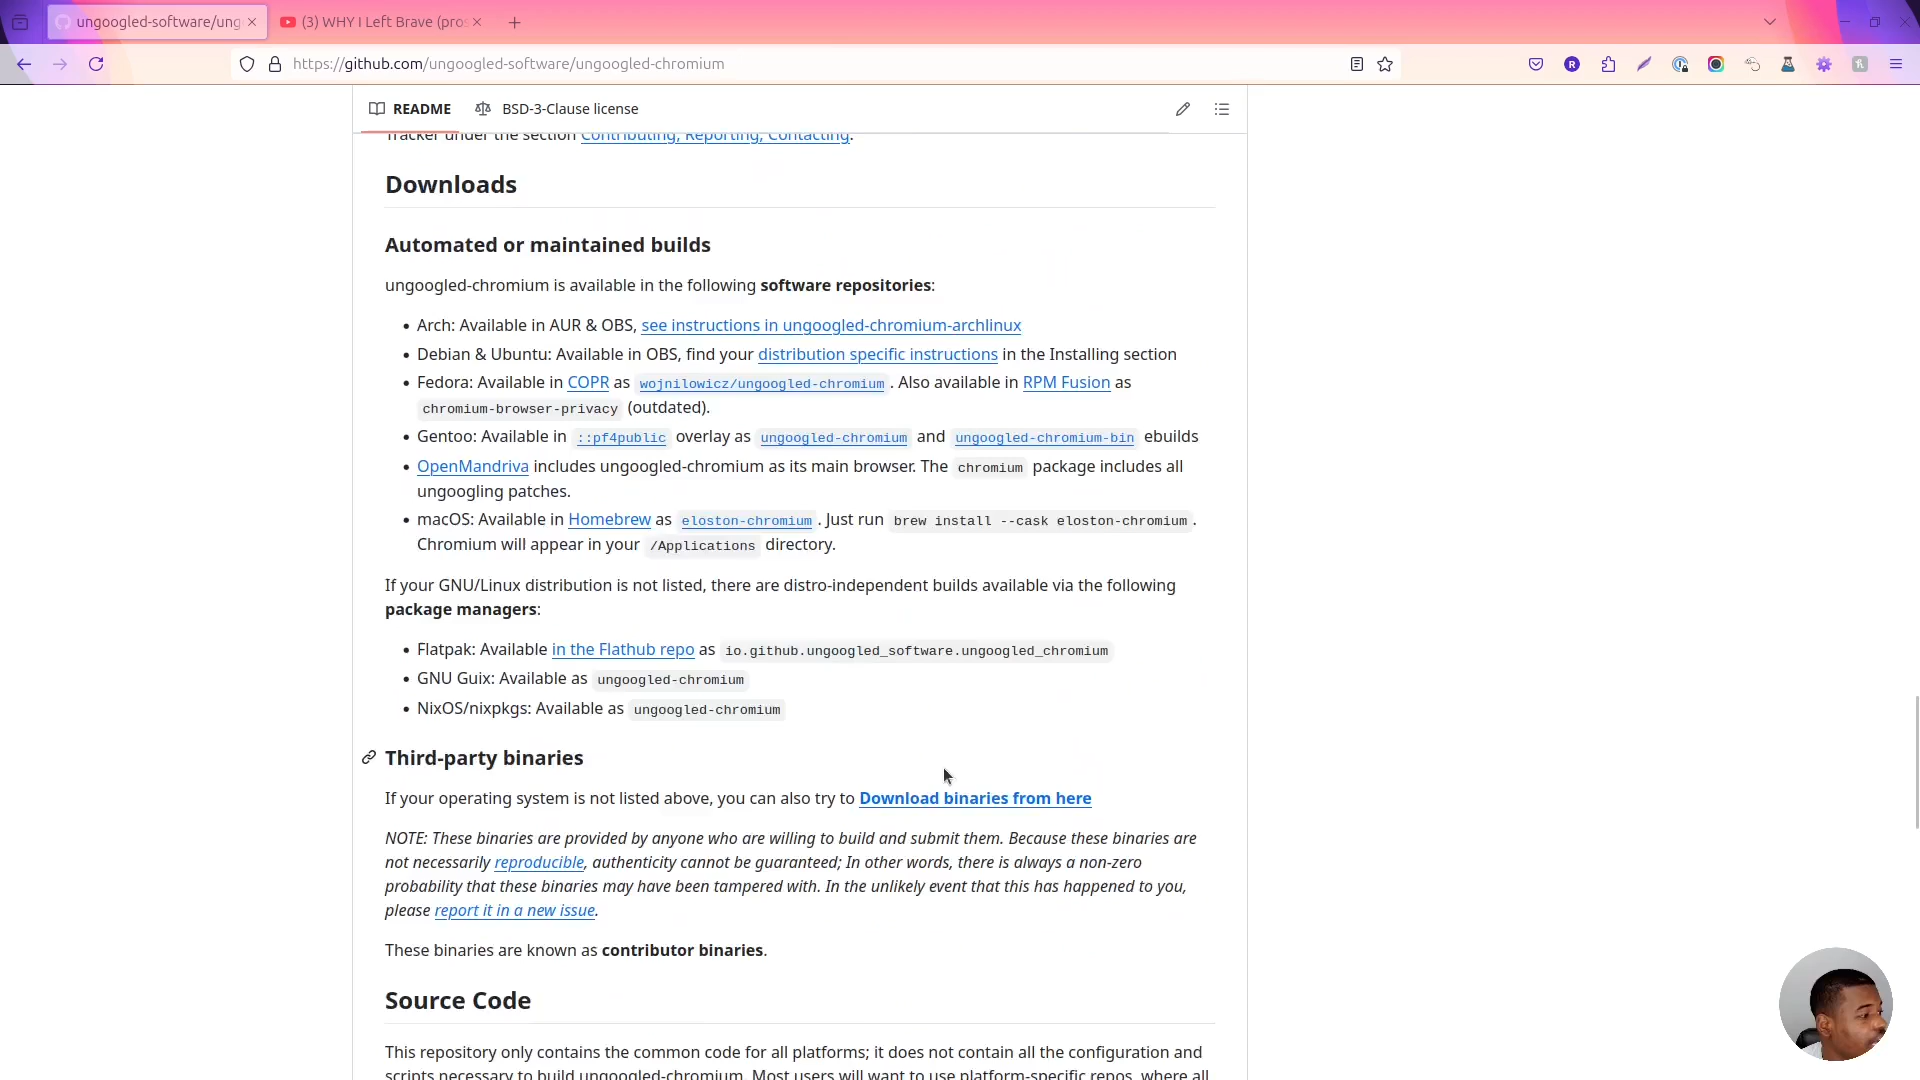 ungoogled-software/ung
(3) WHY I Left Brave (pros
https://github.com/ungoogled-software/ungoogled-chromium
README
BSD-3-Clause license
Tracker under the section Contributing, Reporting, Contacting.
Downloads
Automated or maintained builds
ungoogled-chromium is available in the following software repositories:
• Arch: Available in AUR & OBS, see instructions in ungoogled-chromium-archlinux
• Debian & Ubuntu: Available in OBS, find your distribution specific instructions in the Installing section
• Fedora: Available in COPR as wojnilowicz/ungoogled-chromium. Also available in RPM Fusion as
chromium-browser-privacy (outdated).
• Gentoo: Available in ::pf4public overlay as ungoogled-chromium and ungoogled-chromium-bin ebuilds
• OpenMandriva includes ungoogled-chromium as its main browser. The chromium package includes all
ungoogling patches.
• macOS: Available in Homebrew as eloston-chromium. Just run brew install --cask eloston-chromium.
Chromium will appear in your /Applications directory.
If your GNU/Linux distribution is not listed, there are distro-independent builds available via the following
package managers:
• Flatpak: Available in the Flathub repo as io.github.ungoogled_software.ungoogled_chromium
• GNU Guix: Available as ungoogled-chromium
• NixOS/nixpkgs: Available as ungoogled-chromium
Third-party binaries
If your operating system is not listed above, you can also try to Download binaries from here
NOTE: These binaries are provided by anyone who are willing to build and submit them. Because these binaries are
not necessarily reproducible, authenticity cannot be guaranteed; In other words, there is always a non-zero
probability that these binaries may have been tampered with. In the unlikely event that this has happened to you,
please report it in a new issue.
These binaries are known as contributor binaries.
Source Code
This repository only contains the common code for all platforms; it does not contain all the configuration and
scripts necessary to build ungoogled-chromium. Most users will want to use platform-specific repos, where all